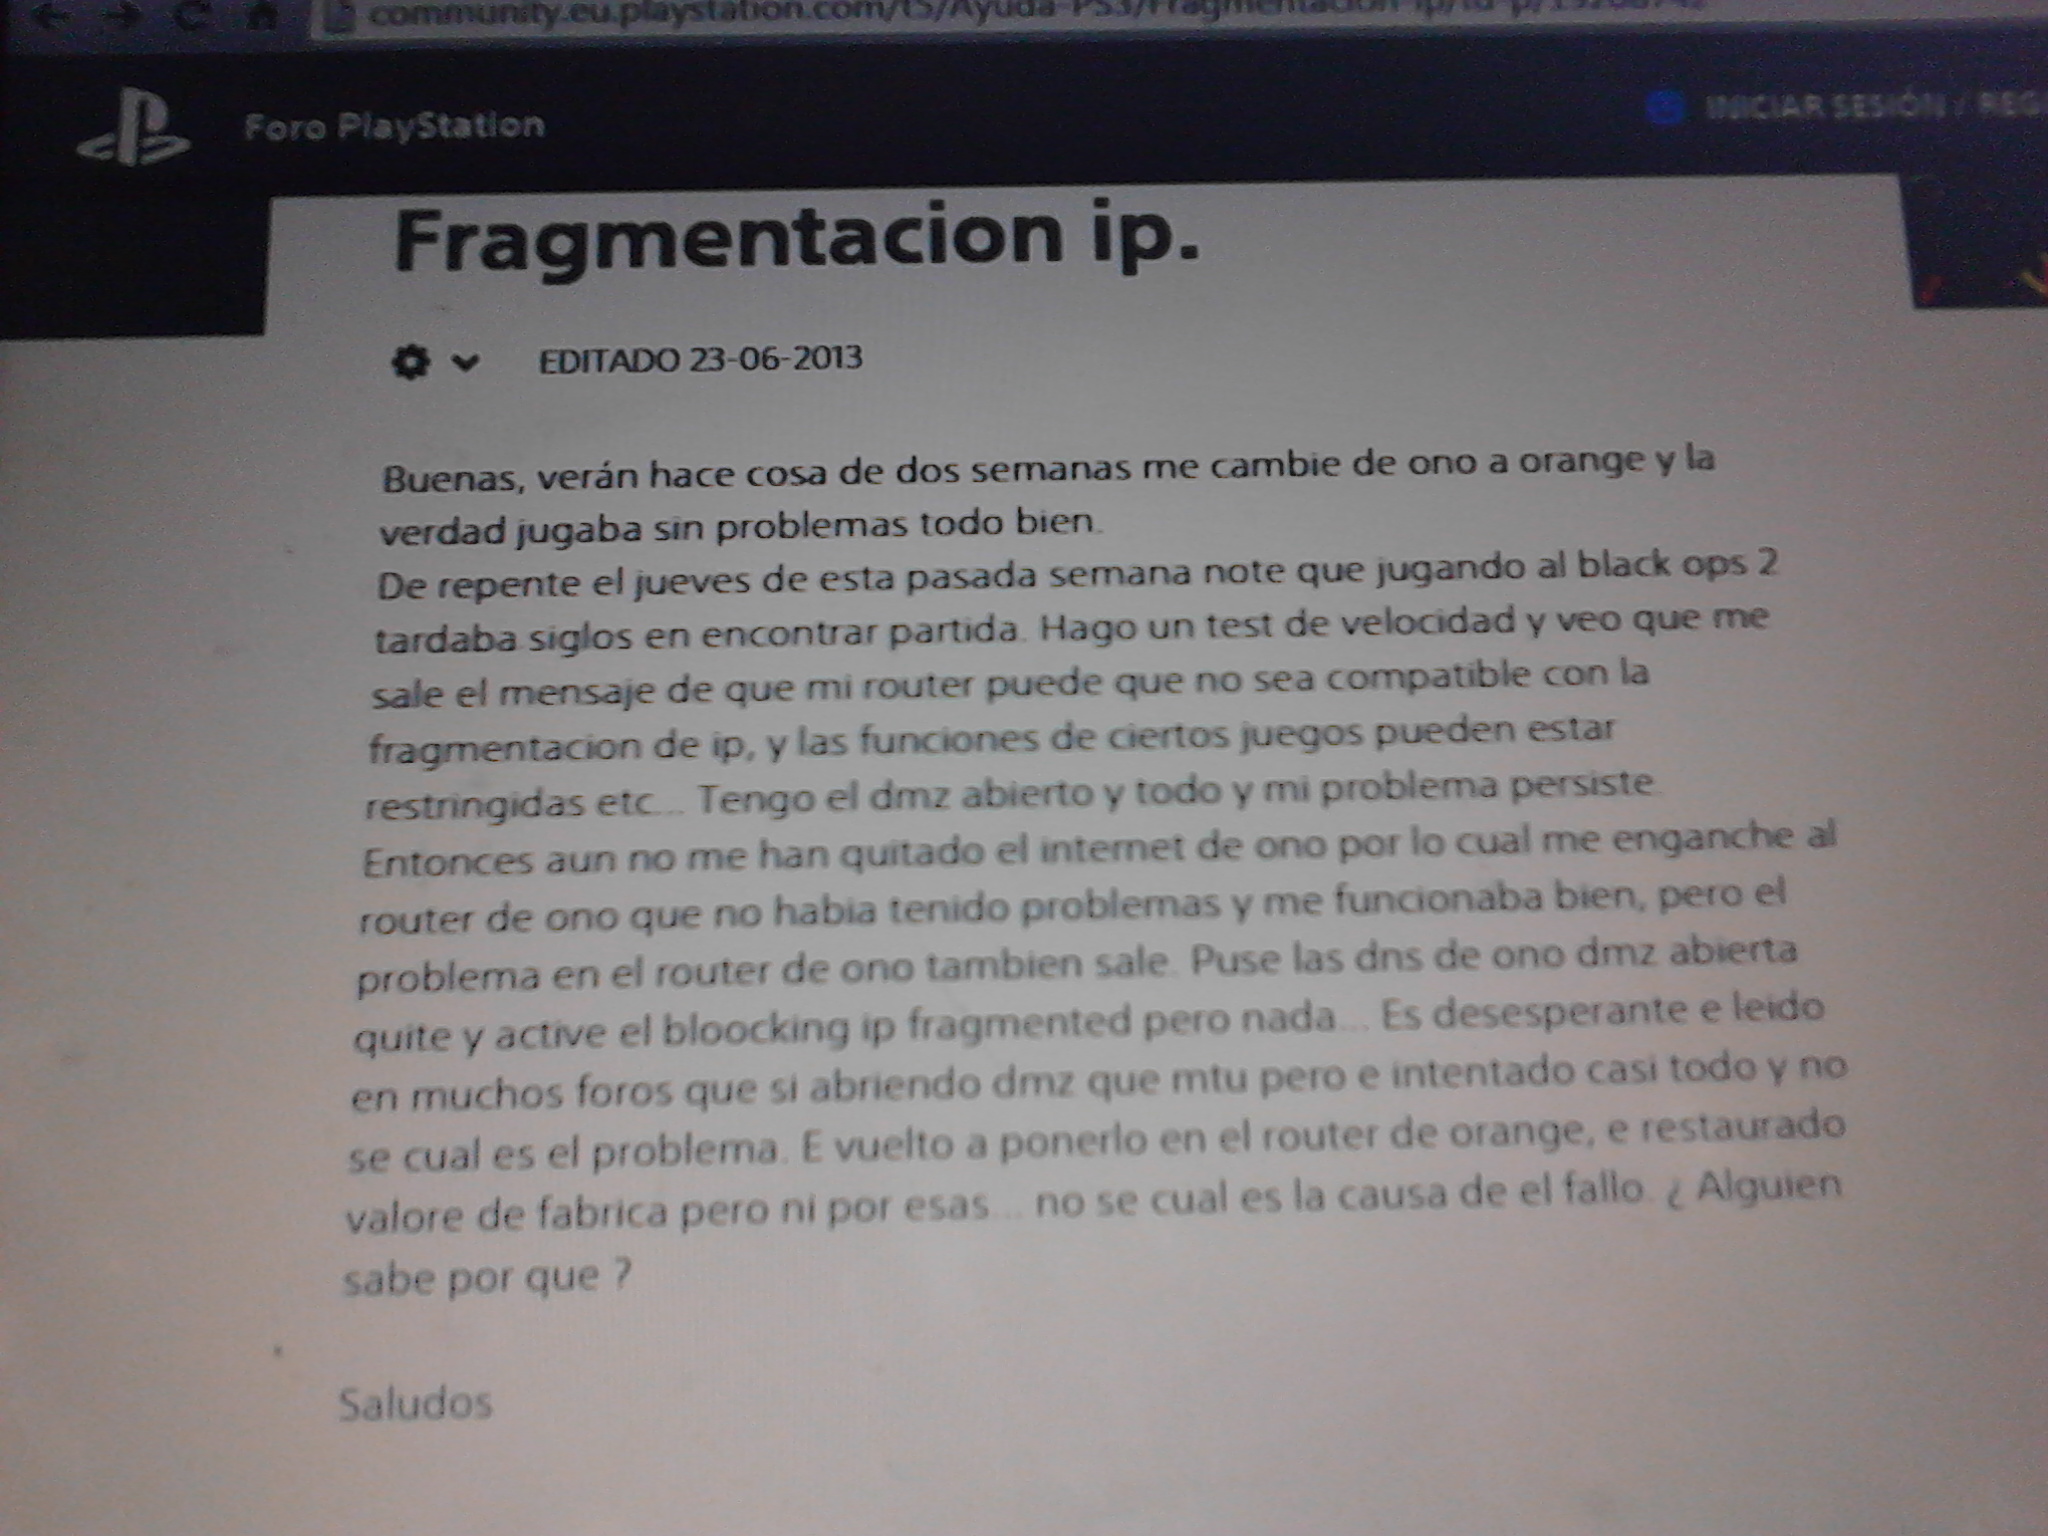 community.eu.playstation.com/t5/Ayuda-PS3/Fragmentacion-ip/td-p/19208742
Foro PlayStation
INICIAR SESIÓN / REG
Fragmentacion ip.
EDITADO 23-06-2013
Buenas, verán hace cosa de dos semanas me cambie de ono a orange y la
verdad jugaba sin problemas todo bien.
De repente el jueves de esta pasada semana note que jugando al black ops 2
tardaba siglos en encontrar partida. Hago un test de velocidad y veo que me
sale el mensaje de que mi router puede que no sea compatible con la
fragmentacion de ip, y las funciones de ciertos juegos pueden estar
restringidas etc... Tengo el dmz abierto y todo y mi problema persiste.
Entonces aun no me han quitado el internet de ono por lo cual me enganche al
router de ono que no habia tenido problemas y me funcionaba bien, pero el
problema en el router de ono tambien sale. Puse las dns de ono dmz abierta
quite y active el bloocking ip fragmented pero nada... Es desesperante e leido
en muchos foros que si abriendo dmz que mtu pero e intentado casi todo y no
se cual es el problema. E vuelto a ponerlo en el router de orange, e restaurado
valore de fabrica pero ni por esas... no se cual es la causa de el fallo. ¿ Alguien
sabe por que ?
Saludos